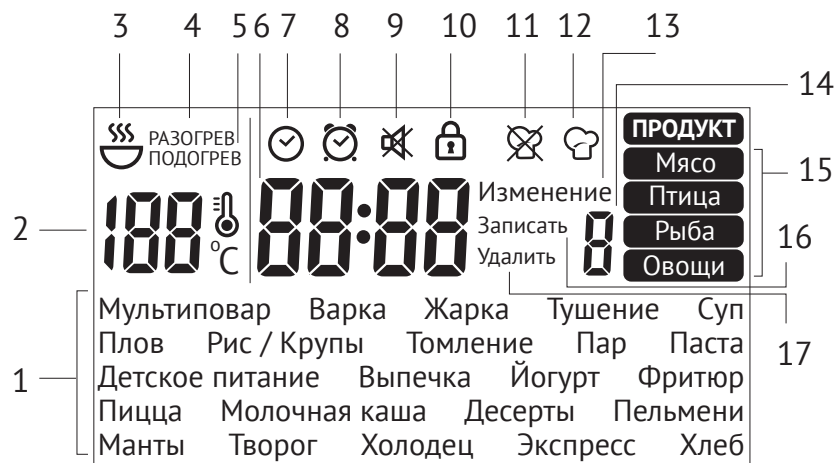 3 4 5 6 7 8 9 10 11 12 13
14
РАЗОГРЕВ
ПОДОГРЕВ
ПРОДУКТ
Мясо
15
Птица
Рыба
Овощи
2
188 °C
88:88
Изменение
Записать
Удалить
8
16
17
1
Мультиповар Варка Жарка Тушение Суп
Плов Рис / Крупы Томление Пар Паста
Детское питание Выпечка Йогурт Фритюр
Пицца Молочная каша Десерты Пельмени
Манты Творог Холодец Экспресс Хлеб